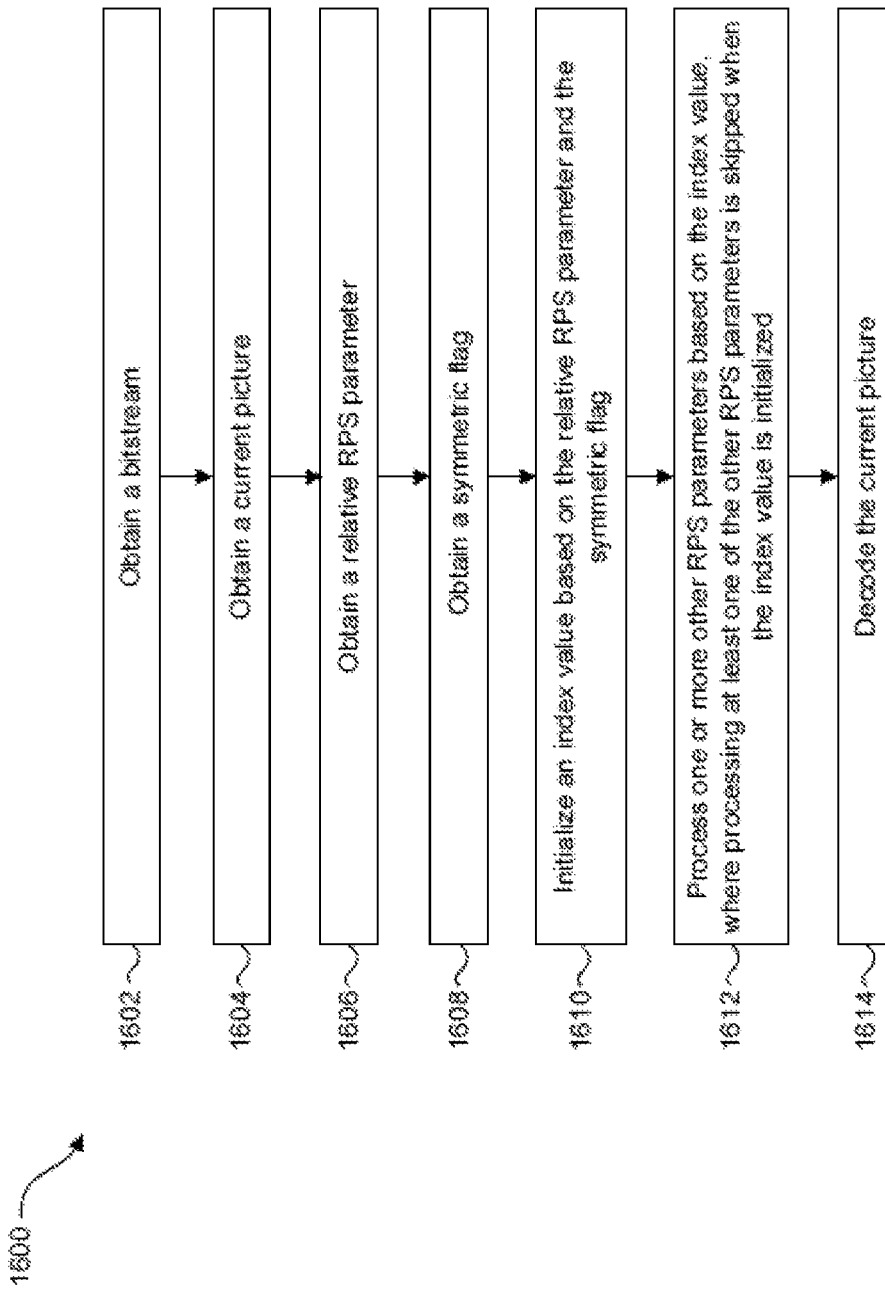 1600
1602
Obtain a bitstream
1604
Obtain a current picture
1606
Obtain a relative RPS parameter
1608
Obtain a symmetric flag
1610
Initialize an index value based on the relative RPS parameter and the
symmetric flag
1612
Process one or more other RPS parameters based on the index value,
where processing at least one of the other RPS parameters is skipped when
the index value is initialized
1614
Decode the current picture